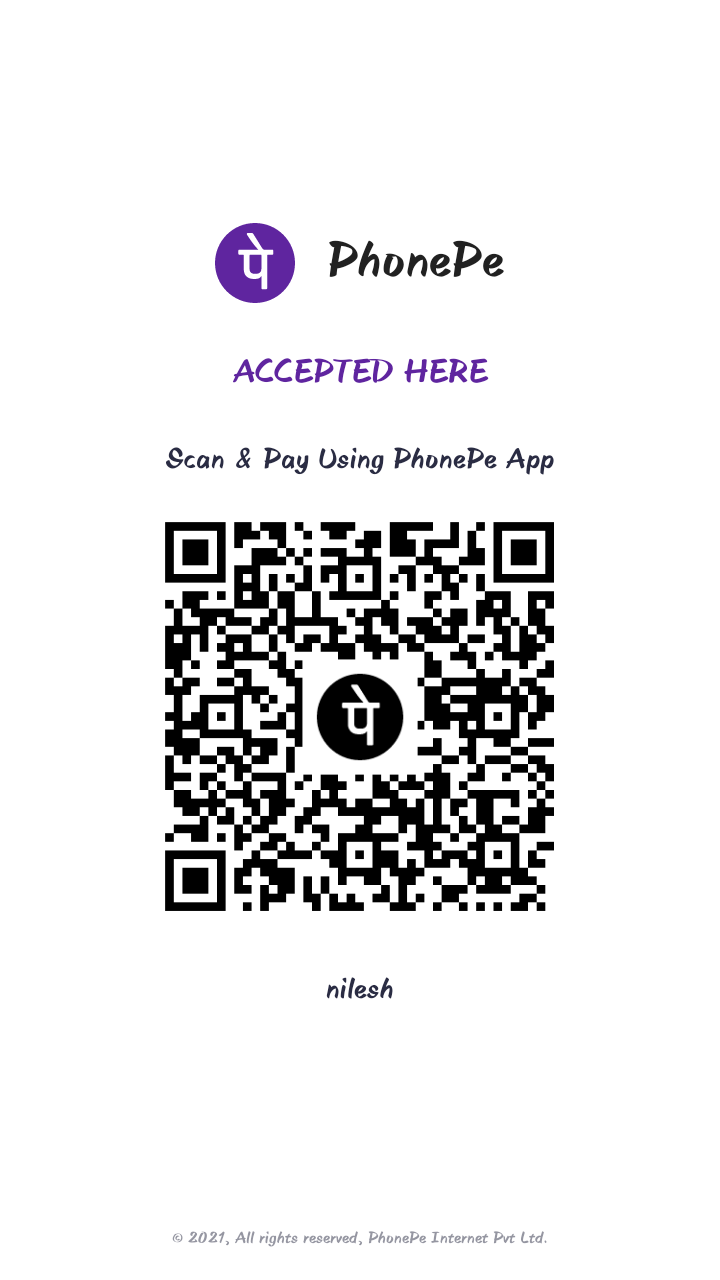 पे PhonePe
ACCEPTED HERE
Scan & Pay Using PhonePe App
पे
nilesh
© 2021, All rights reserved, PhonePe Internet Pvt Ltd.